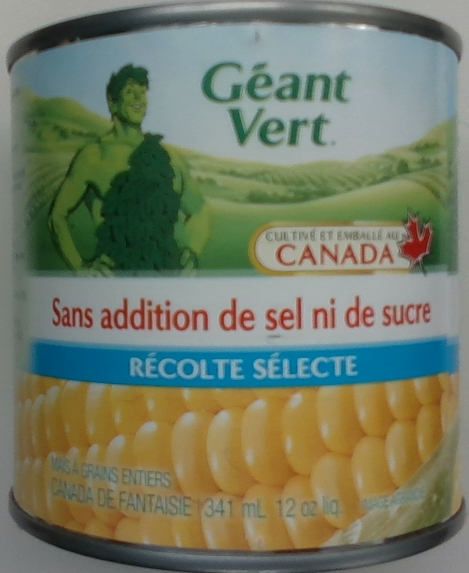 Géant
Vert.
CULTIVÉ ET EMBALLÉ AU
CANADA
Sans addition de sel ni de sucre
RÉCOLTE SÉLECTE
MAÏS À GRAINS ENTIERS
CANADA DE FANTAISIE 341 mL 12 oz liq.